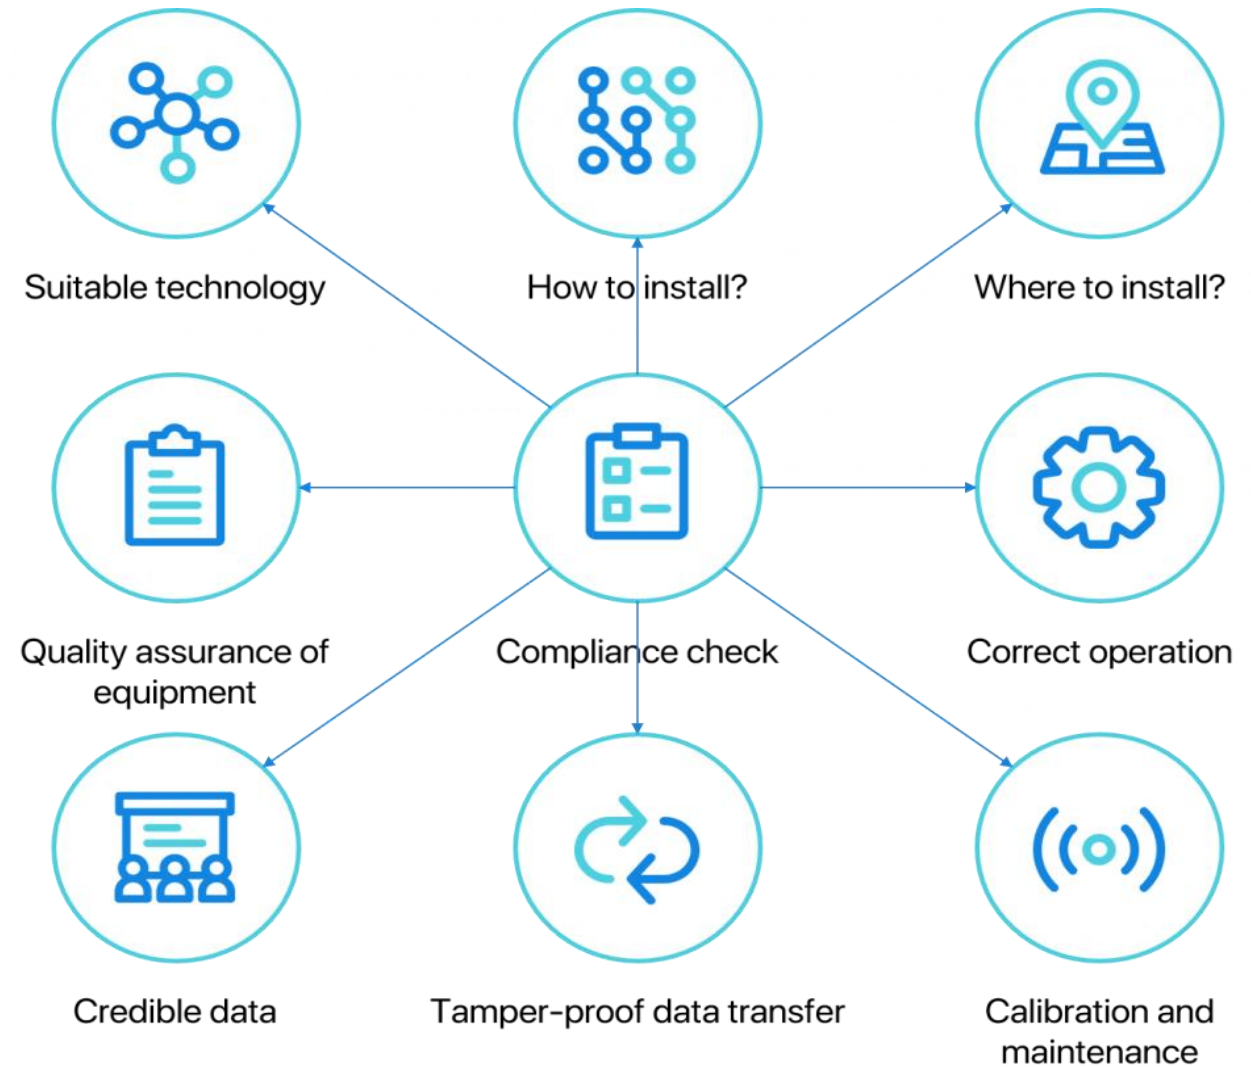 Suitable technology
How to install?
Where to install?
Quality assurance of
equipment
Compliance check
Correct operation
Credible data
Tamper-proof data transfer
Calibration and
maintenance